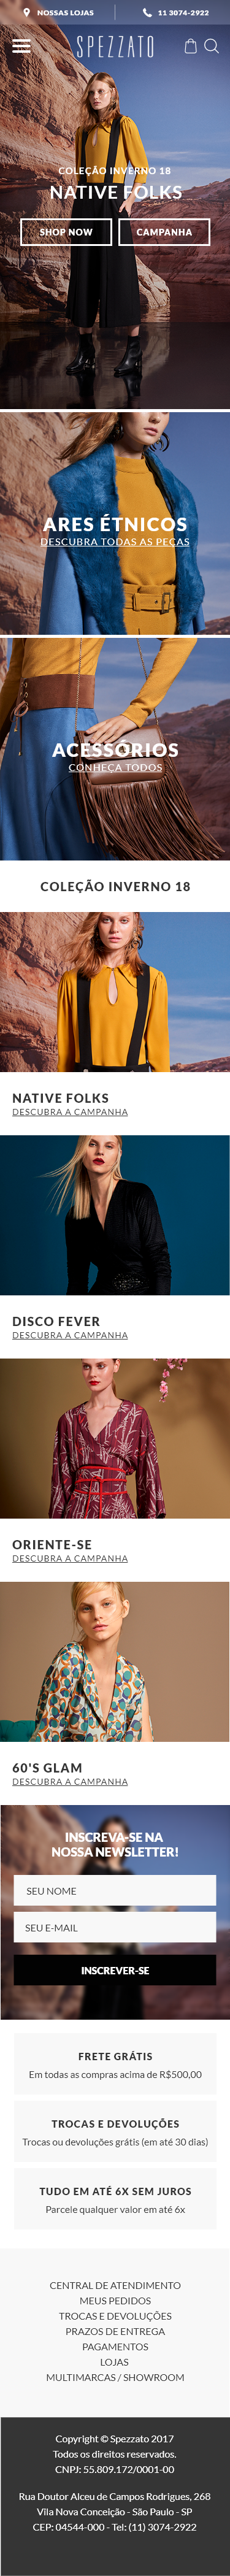 NOSSAS LOJAS
11 3074-2922
SPEZZATO
COLEÇÃO INVERNO 18
NATIVE FOLKS
SHOP NOW
CAMPANHA
ARES ÉTNICOS
DESCUBRA TODAS AS PEÇAS
ACESSÓRIOS
CONHEÇA TODOS
COLEÇÃO INVERNO 18
NATIVE FOLKS
DESCUBRA A CAMPANHA
DISCO FEVER
DESCUBRA A CAMPANHA
ORIENTE-SE
DESCUBRA A CAMPANHA
60'S GLAM
DESCUBRA A CAMPANHA
INSCREVA-SE NA
NOSSA NEWSLETTER!
SEU NOME
SEU E-MAIL
INSCREVER-SE
FRETE GRÁTIS
Em todas as compras acima de R$500,00
TROCAS E DEVOLUÇÕES
Trocas ou devoluções grátis (em até 30 dias)
TUDO EM ATÉ 6X SEM JUROS
Parcele qualquer valor em até 6x
CENTRAL DE ATENDIMENTO
MEUS PEDIDOS
TROCAS E DEVOLUÇÕES
PRAZOS DE ENTREGA
PAGAMENTOS
LOJAS
MULTIMARCAS / SHOWROOM
Copyright © Spezzato 2017
Todos os direitos reservados.
CNPJ: 55.809.172/0001-00
Rua Doutor Alceu de Campos Rodrigues, 268
Vila Nova Conceição - São Paulo - SP
CEP: 04544-000 - Tel: (11) 3074-2922